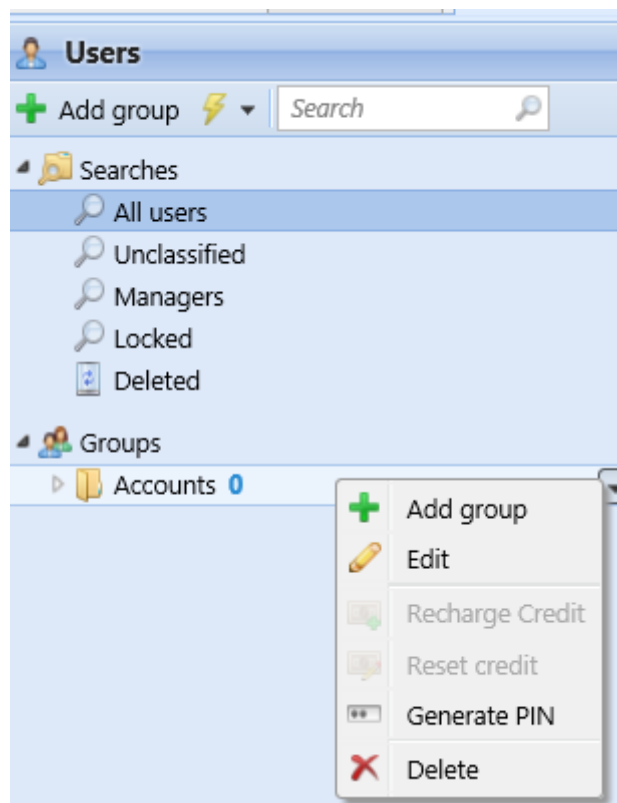 Users
Add group Search
Searches
All users
Unclassified
Managers
Locked
Deleted
Groups
Accounts 0
Add group
Edit
Recharge Credit
Reset credit
Generate PIN
Delete